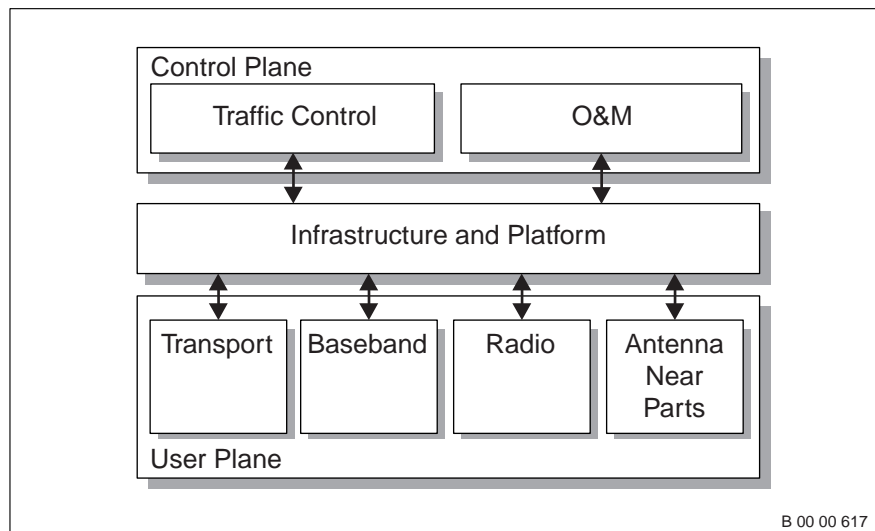 Control Plane
Traffic Control
O&M
Infrastructure and Platform
Transport
Baseband
Radio
Antenna
Near
Parts
User Plane
B 00 00 617